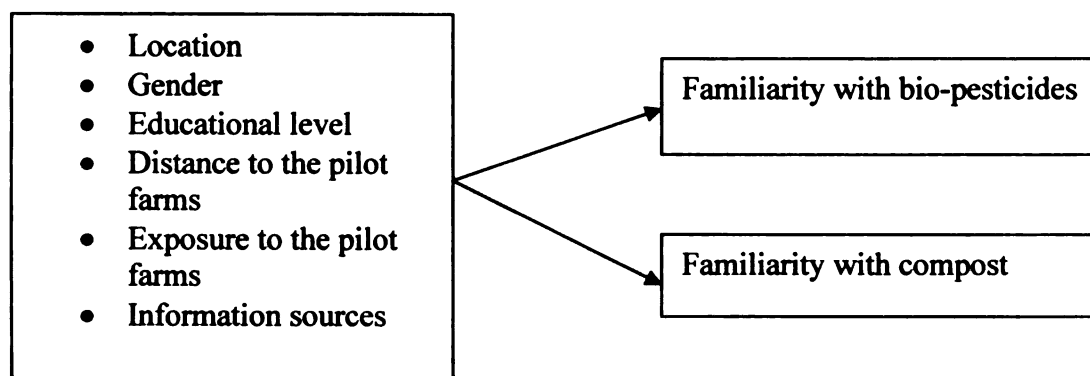 • Location
• Gender
• Educational level
• Distance to the pilot
farms
• Exposure to the pilot
farms
• Information sources
Familiarity with bio-pesticides
Familiarity with compost